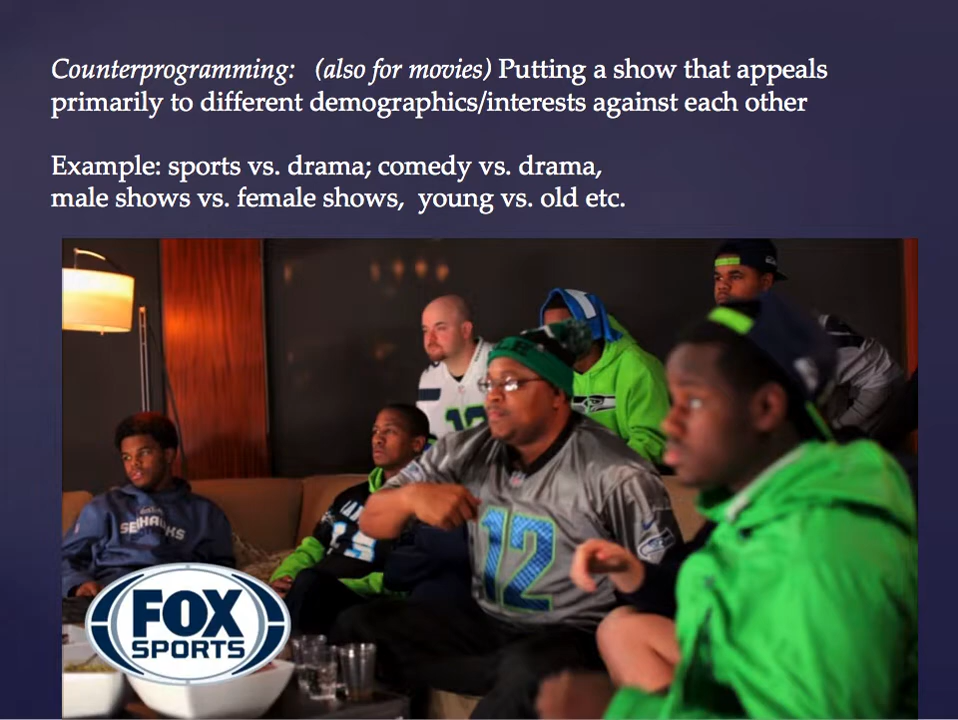 Counterprogramming: (also for movies) Putting a show that appeals
primarily to different demographics/interests against each other
Example: sports vs. drama; comedy vs. drama,
male shows vs. female shows, young vs. old etc.
SEAHAWKS
12
FOX
SPORTS